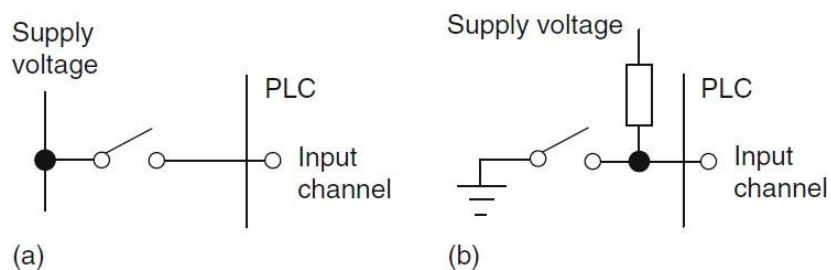 Supply
voltage
PLC
Input
channel
(a)
Supply voltage
PLC
Input
channel
(b)